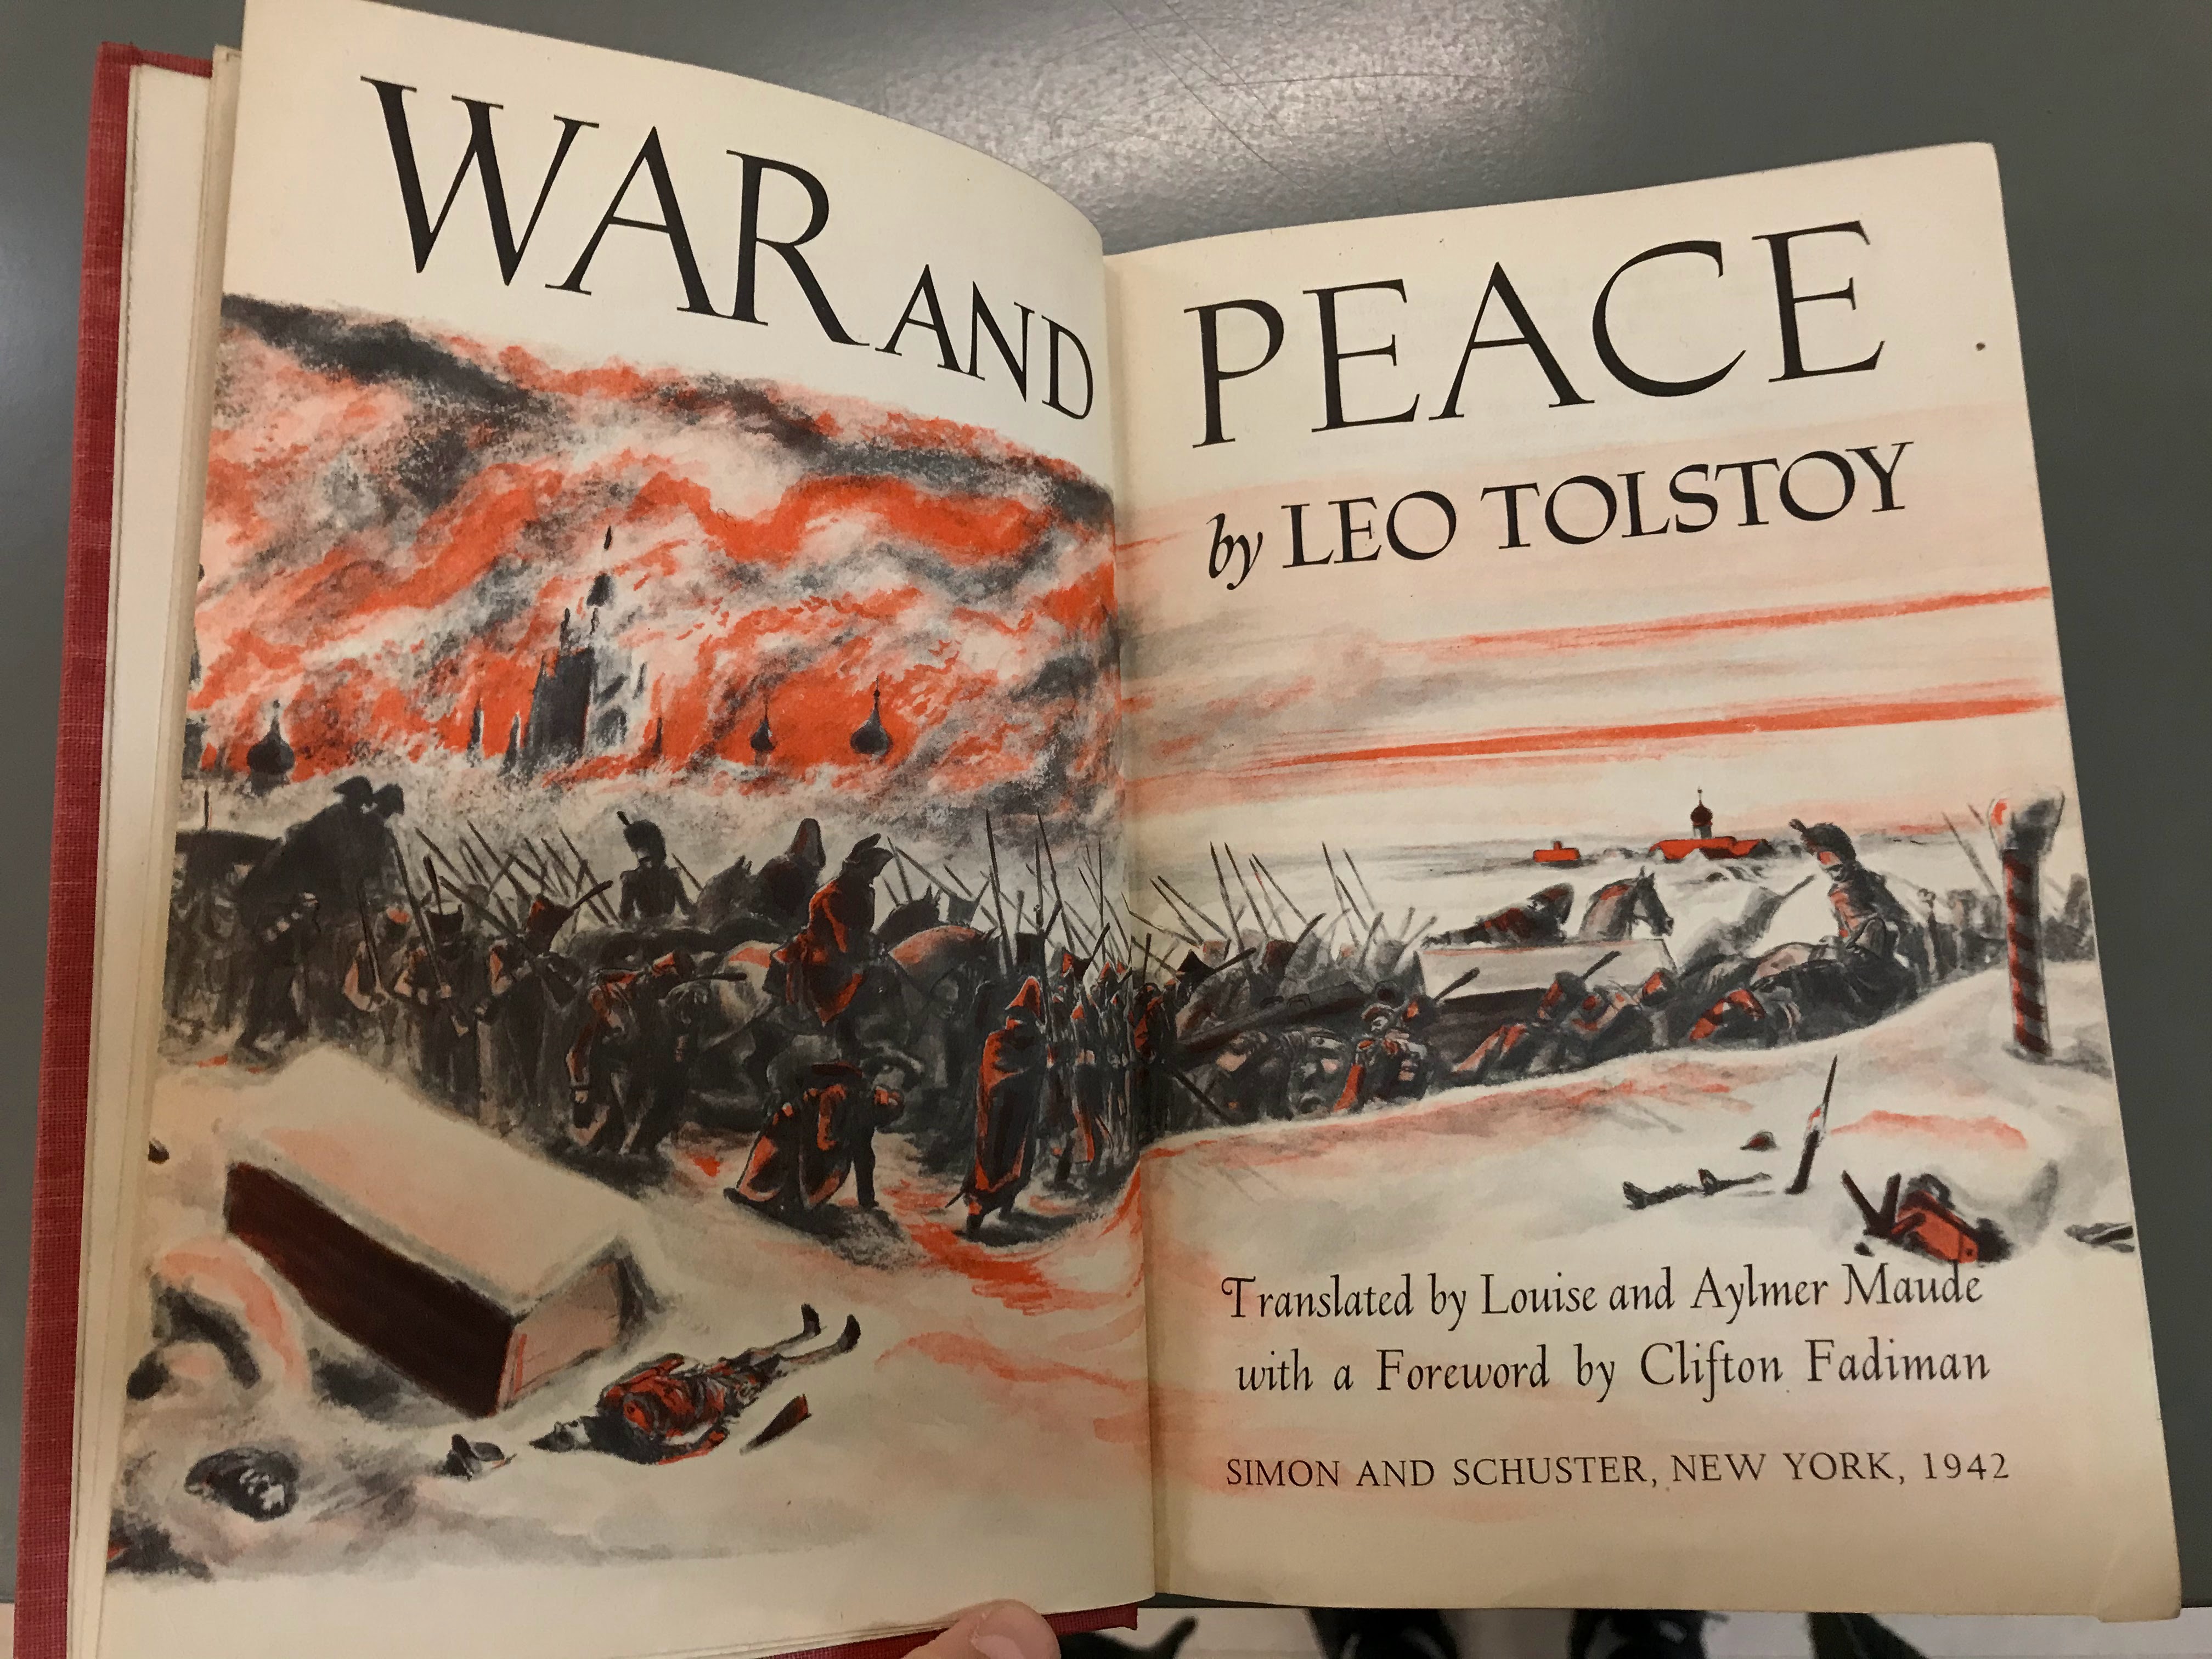 WAR AND PEACE
by LEO TOLSTOY
Translated by Louise and Aylmer Maude
with a Foreword by Clifton Fadiman
SIMON AND SCHUSTER, NEW YORK, 1942